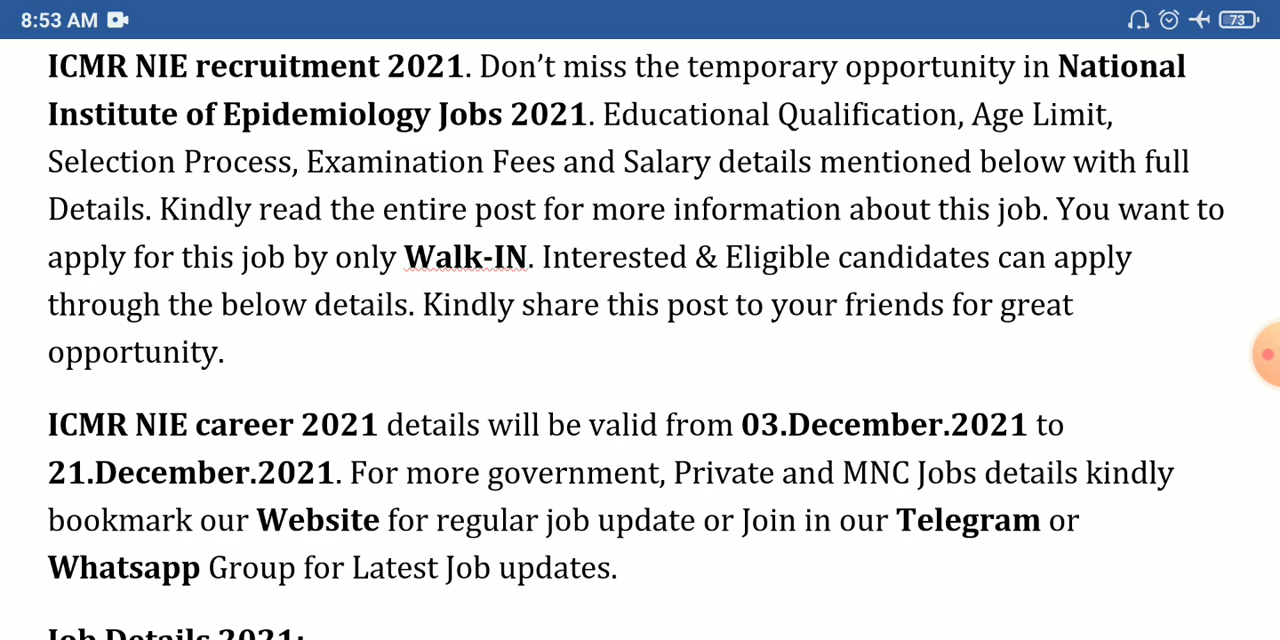 8:53 AM
73
ICMR NIE recruitment 2021. Don’t miss the temporary opportunity in National
Institute of Epidemiology Jobs 2021. Educational Qualification, Age Limit,
Selection Process, Examination Fees and Salary details mentioned below with full
Details. Kindly read the entire post for more information about this job. You want to
apply for this job by only Walk-IN. Interested & Eligible candidates can apply
through the below details. Kindly share this post to your friends for great
opportunity.
ICMR NIE career 2021 details will be valid from 03.December.2021 to
21.December.2021. For more government, Private and MNC Jobs details kindly
bookmark our Website for regular job update or Join in our Telegram or
Whatsapp Group for Latest Job updates.
Job Details 2021: